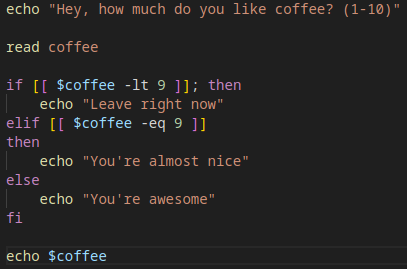 echo "Hey, how much do you like coffee? (1-10)"
read coffee
if [[ $coffee -lt 9 ]]; then
echo "Leave right now"
elif [[ $coffee -eq 9 ]]
then
echo "You're almost nice"
else
echo "You're awesome"
fi
echo $coffee